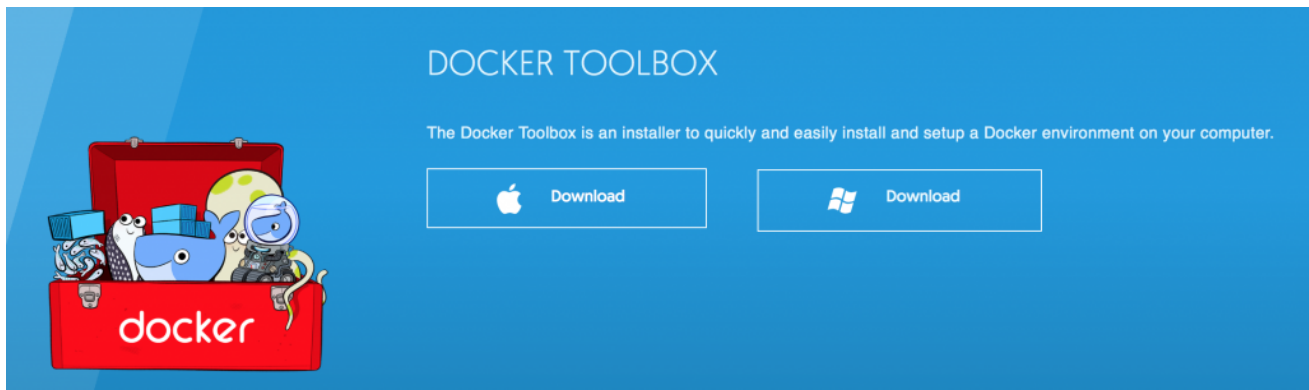 DOCKER TOOLBOX
The Docker Toolbox is an installer to quickly and easily install and setup a Docker environment on your computer.
Download
Download
docker